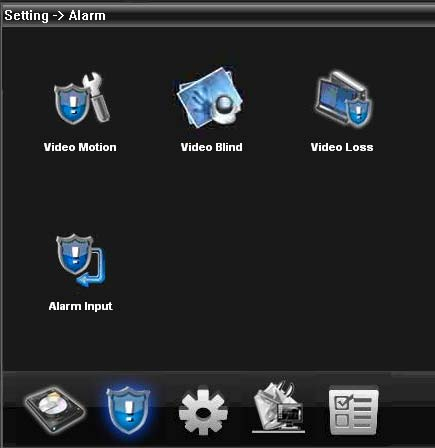 Setting -> Alarm
Video Motion
Video Blind
Video Loss
Alarm Input